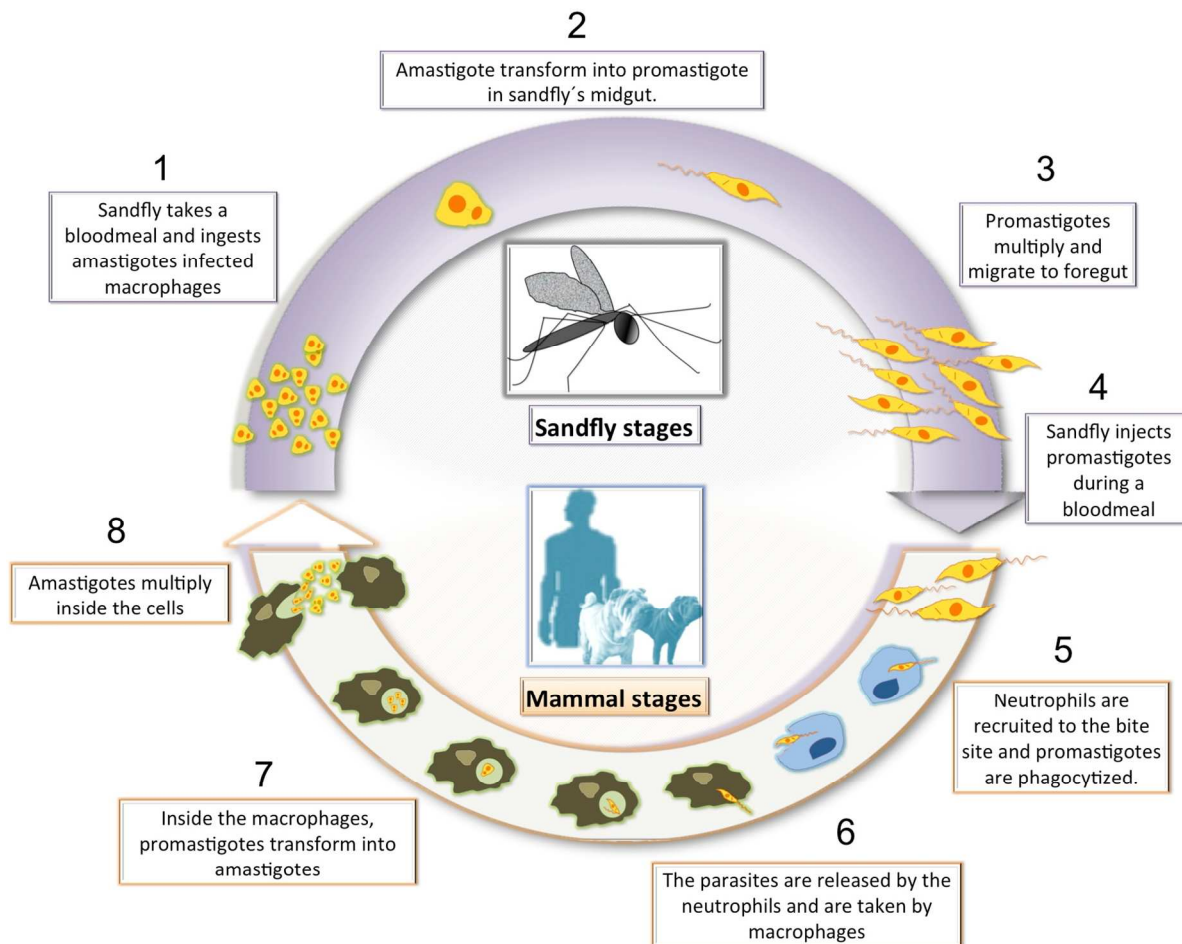 1
Sandfly takes a
bloodmeal and ingests
amastigotes infected
macrophages
2
Amastigote transform into promastigote
in sandfly´s midgut.
3
Promastigotes
multiply and
migrate to foregut
4
Sandfly injects
promastigotes
during a
bloodmeal
Sandfly stages
Mammal stages
5
Neutrophils are
recruited to the bite
site and promastigotes
are phagocytized.
6
The parasites are released by the
neutrophils and are taken by
macrophages
7
Inside the macrophages,
promastigotes transform into
amastigotes
8
Amastigotes multiply
inside the cells